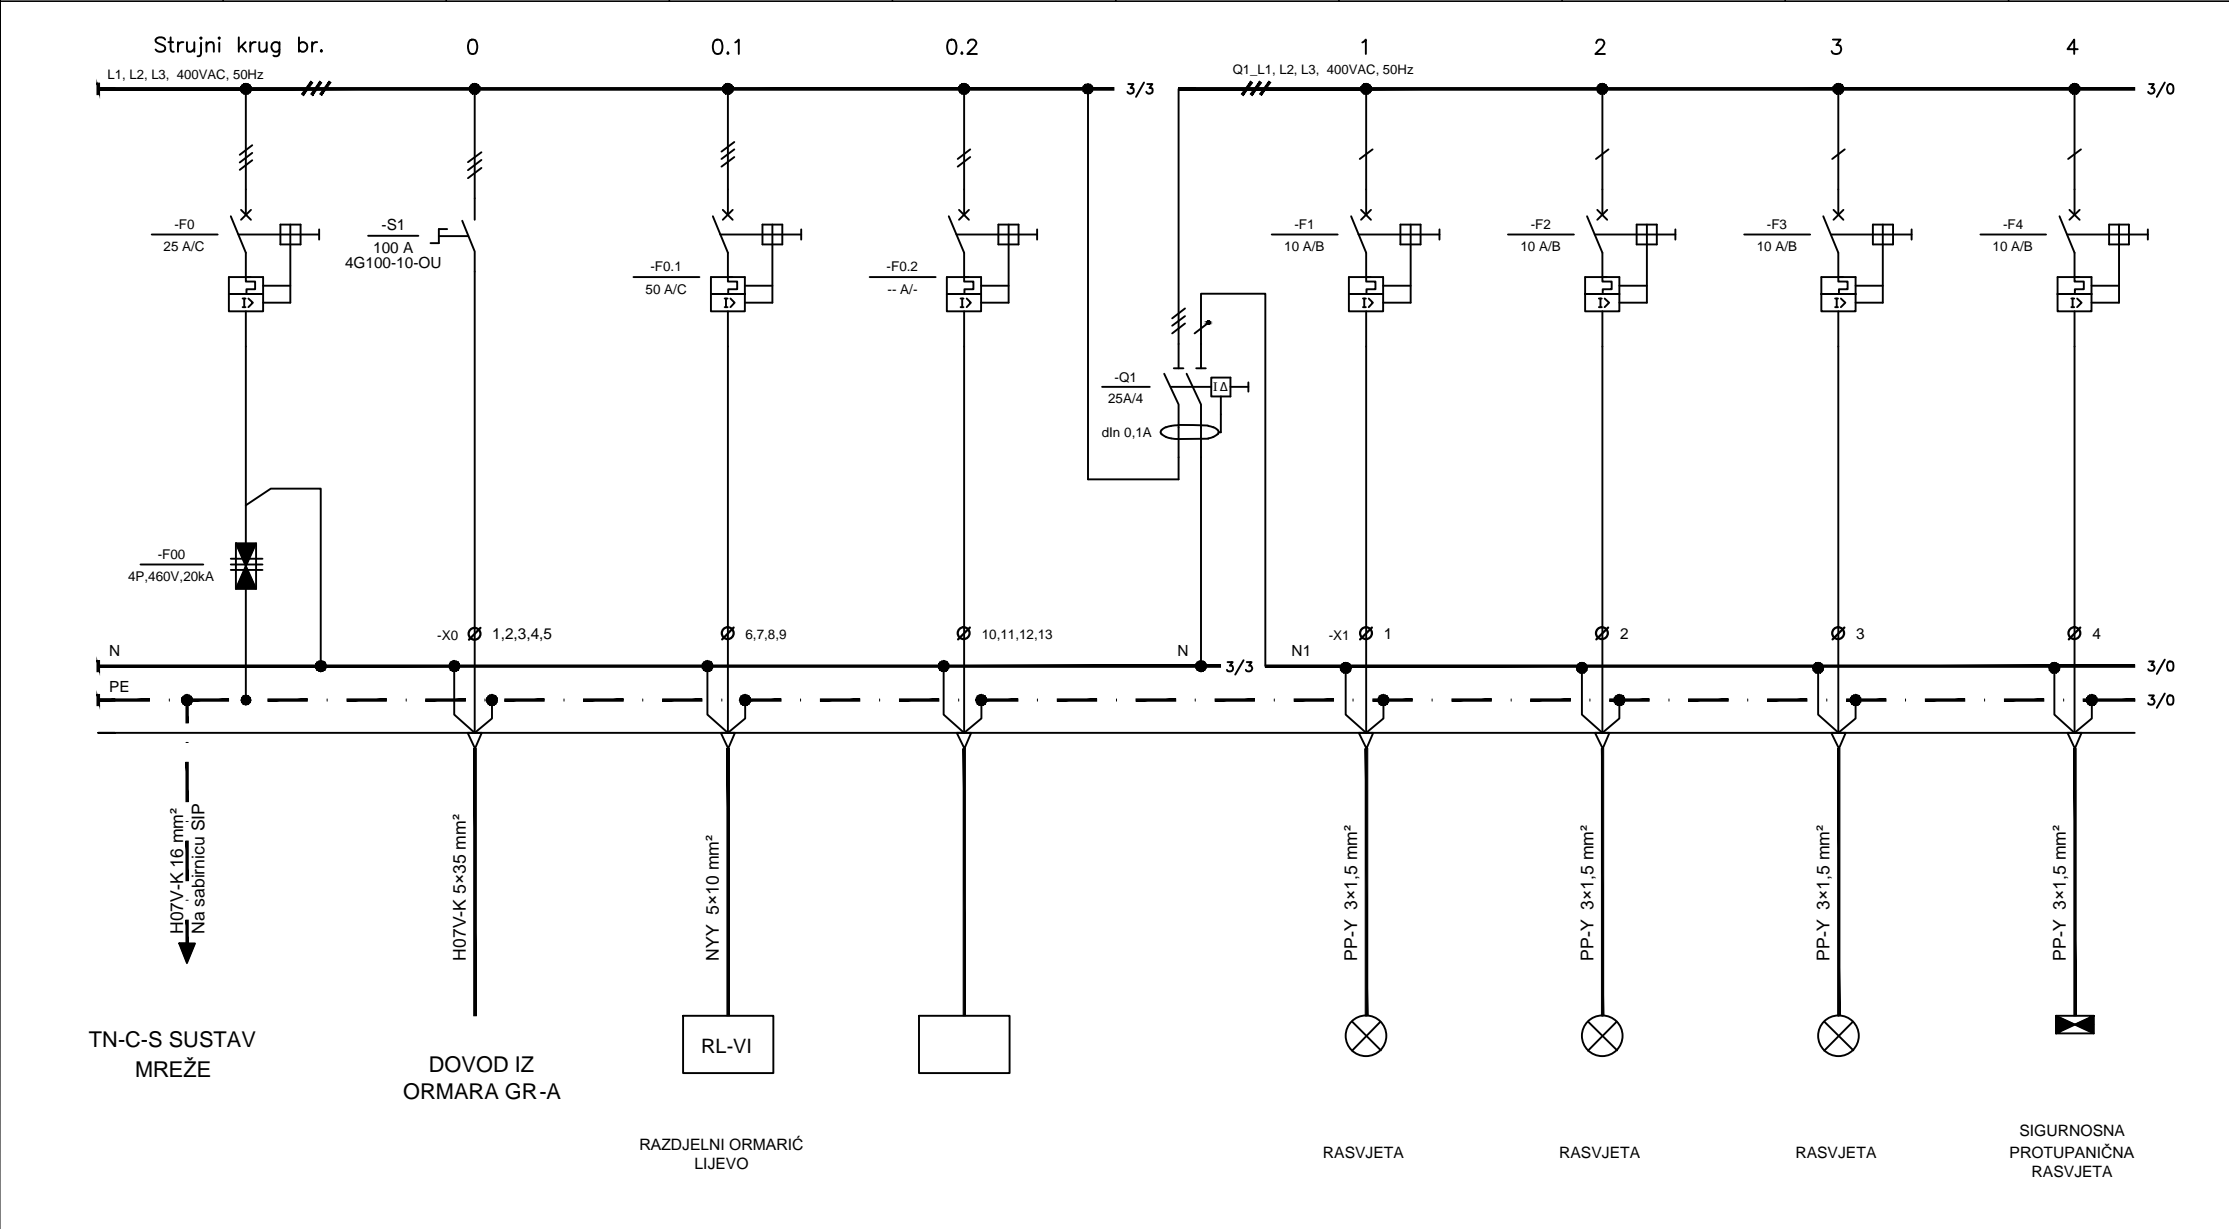 Strujni krug br. 0 0.1 0.2 1 2 3 4
L1, L2, L3, 400VAC, 50Hz
3/3
Q1_L1, L2, L3, 400VAC, 50Hz
3/0
-F0
25 A/C
-S1
100 A
4G100-10-OU
-F0.1
50 A/C
-F0.2
-- A/-
-F1
10 A/B
-F2
10 A/B
-F3
10 A/B
-F4
10 A/B
I>
I>
I>
I>
I>
I>
I>
-Q1
25A/4
IΔ
dIn 0,1A
-F00
4P,460V,20kA
-X0 1,2,3,4,5
6,7,8,9
10,11,12,13
-X1 1
2
3
4
N
N 3/3
N1
3/0
PE
3/0
H07V-K 16 mm²
Na sabirnicu SIP
H07V-K 5×35 mm²
NYY 5×10 mm²
PP-Y 3×1,5 mm²
PP-Y 3×1,5 mm²
PP-Y 3×1,5 mm²
PP-Y 3×1,5 mm²
TN-C-S SUSTAV
MREŽE
DOVOD IZ
ORMARA GR-A
RL-VI
RAZDJELNI ORMARIĆ
LIJEVO
RASVJETA
RASVJETA
RASVJETA
SIGURNOSNA
PROTUPANIČNA
RASVJETA